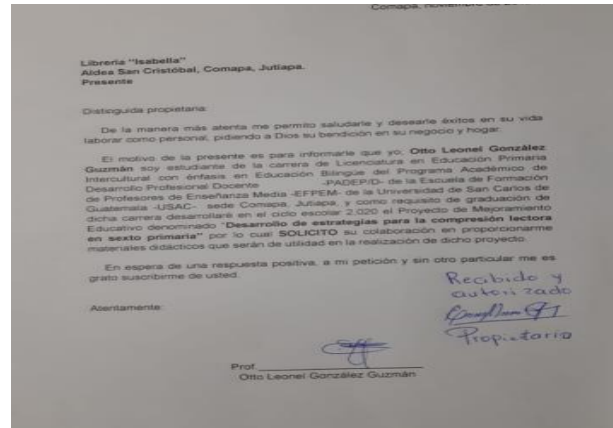 Comapa, noviembre de
Librería "Isabella"
Aldea San Cristóbal, Comapa, Jutiapa.
Presente
Distinguida propietaria:
De la manera más atenta me permito saludarle y desearle éxitos en su vida
laborar como personal, pidiendo a Dios su bendición en su negocio y hogar.
El motivo de la presente es para informarle que yo; Otto Leonel González
Guzmán soy estudiante de la carrera de Licenciatura en Educación Primaria
Intercultural con énfasis en Educación Bilingüe del Programa Académico de
Desarrollo Profesional Docente -PADEP/D- de la Escuela de Formación
de Profesores de Enseñanza Media -EFPEM- de la Universidad de San Carlos de
Guatemala -USAC- sede Comapa, Jutiapa, y como requisito de graduación de
dicha carrera desarrollaré en el ciclo escolar 2,020 el Proyecto de Mejoramiento
Educativo denominado "Desarrollo de estrategias para la compresión lectora
en sexto primaria" por lo cual SOLICITO su colaboración en proporcionarme
materiales didácticos que serán de utilidad en la realización de dicho proyecto.
En espera de una respuesta positiva, a mi petición y sin otro particular me es
grato suscribirme de usted.
Recibido y
autorizado
Propietaria
Atentamente:
Prof.
Otto Leonel González Guzmán